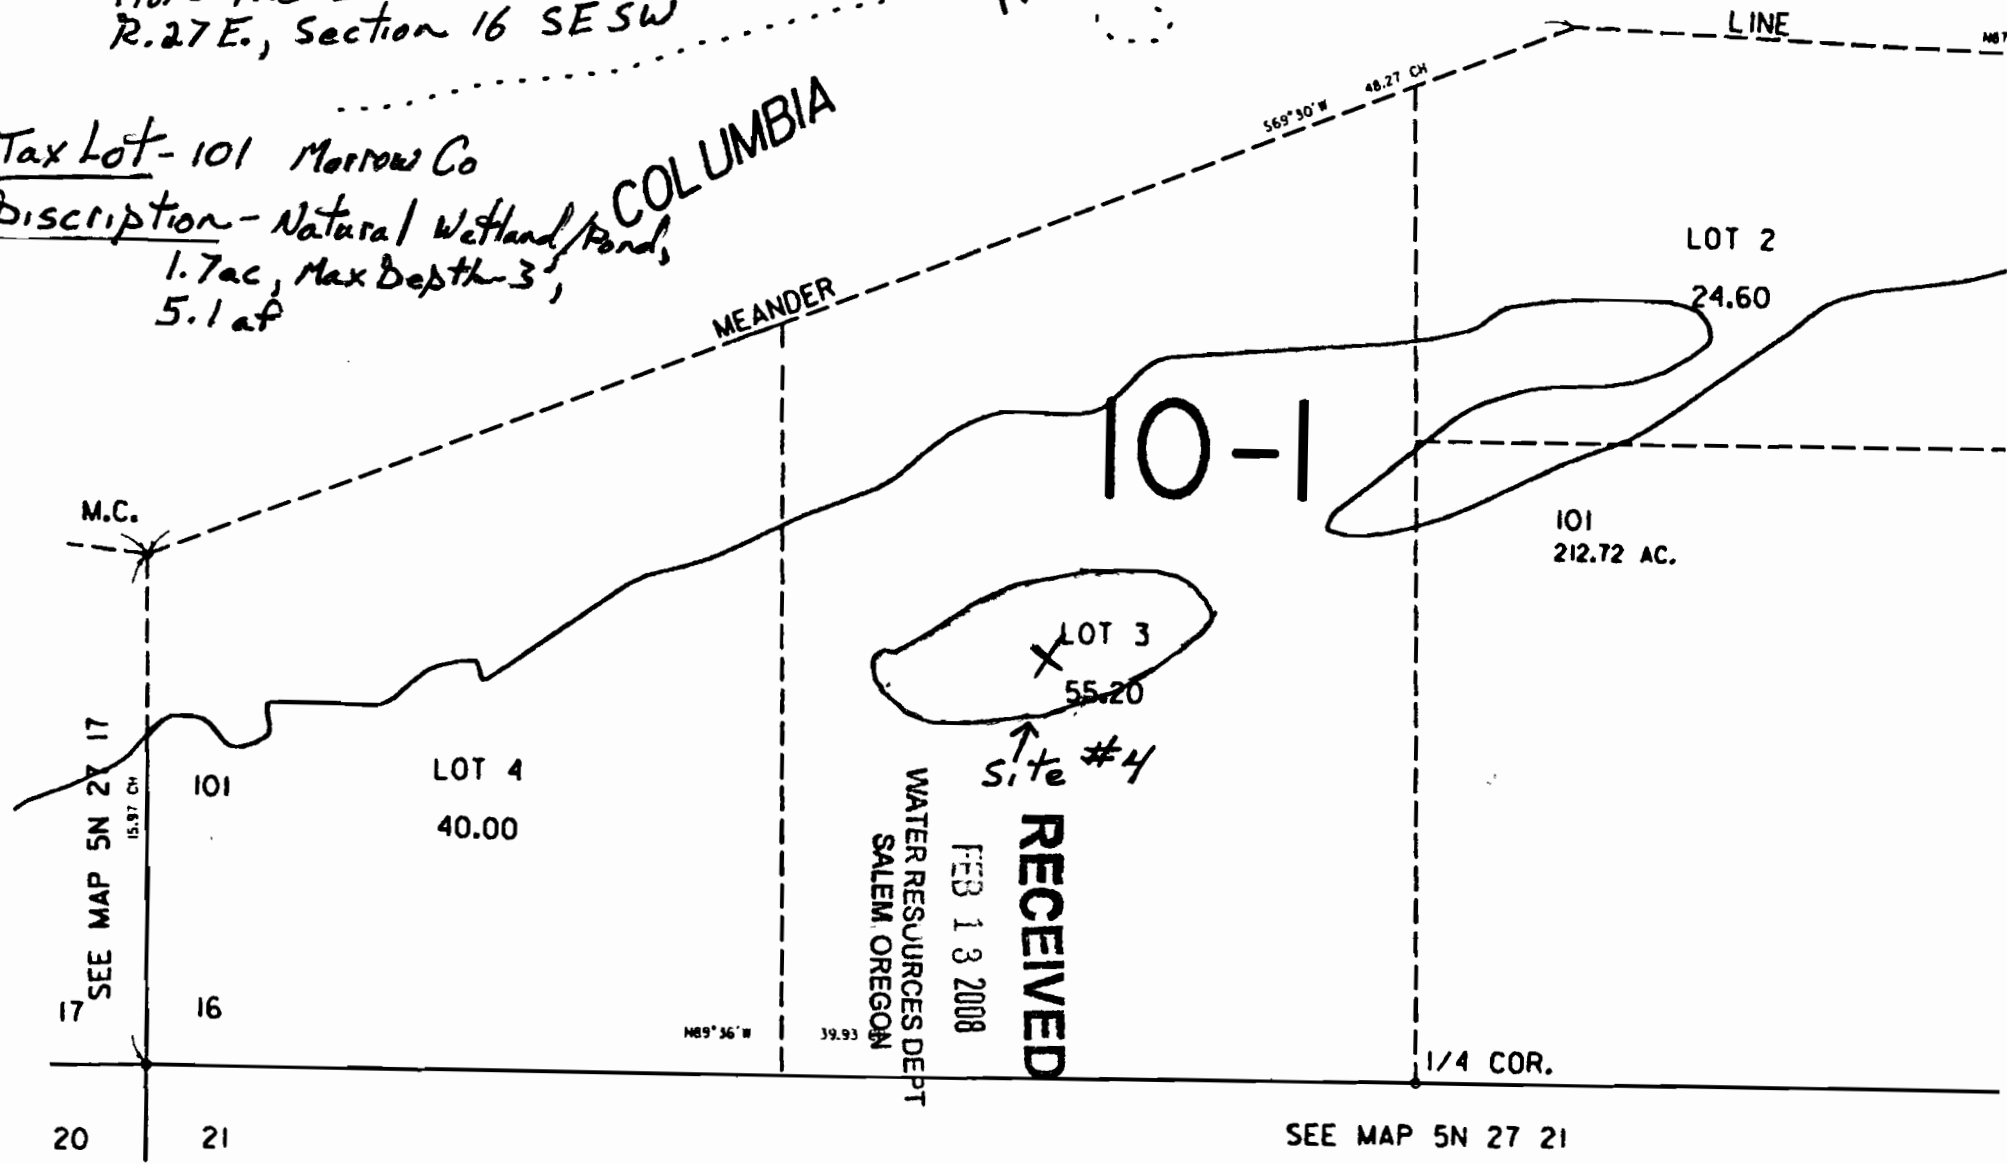 R.27E., Section 16 SE SW
Tax Lot - 101 Morrow Co
Discription - Natural Wetland/Pond,
1.7ac, Max Depth-3',
5.1 af
COLUMBIA
LINE
48.27 CH
S69°30'W
MEANDER
LOT 2
24.60
10-1
M.C.
101
212.72 AC.
LOT 3
X
55.20
Site #4
SEE MAP 5N 27 17
15.97 CH
101
LOT 4
40.00
RECEIVED
FEB 13 2008
WATER RESOURCES DEPT
SALEM, OREGON
17
16
N89°36'W
39.93
1/4 COR.
20
21
SEE MAP 5N 27 21